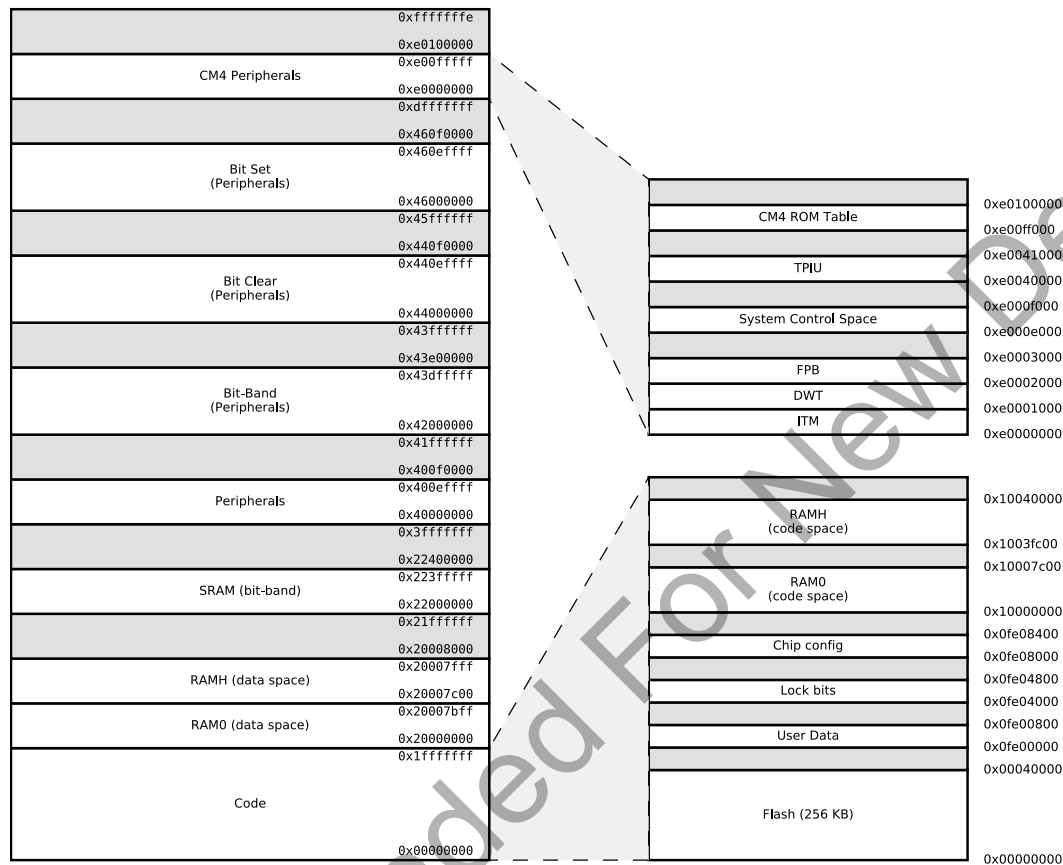 0xfffffffe
0xe0100000
0xe00fffff
CM4 Peripherals
0xe0000000
0xdfffffff
0x460f0000
0x460effff
Bit Set
(Peripherals)
0x46000000
0x45ffffff
0x440f0000
0x440effff
Bit Clear
(Peripherals)
0x44000000
0x43ffffff
0x43e00000
0x43dfffff
Bit-Band
(Peripherals)
0x42000000
0x41ffffff
0x400f0000
0x400effff
Peripherals
0x40000000
0x3fffffff
0x22400000
0x223fffff
SRAM (bit-band)
0x22000000
0x21ffffff
0x20008000
0x20007fff
RAMH (data space)
0x20007c00
0x20007bff
RAM0 (data space)
0x20000000
0x1fffffff
Code
0x00000000
0xe0100000
CM4 ROM Table
0xe00ff000
0xe0041000
TPIU
0xe0040000
0xe000f000
System Control Space
0xe000e000
0xe0003000
FPB
0xe0002000
DWT
0xe0001000
ITM
0xe0000000
0x10040000
RAMH
(code space)
0x1003fc00
0x10007c00
RAM0
(code space)
0x10000000
0x0fe08400
Chip config
0x0fe08000
0x0fe04800
Lock bits
0x0fe04000
0x0fe00800
User Data
0x0fe00000
0x00040000
Flash (256 KB)
0x00000000
For New